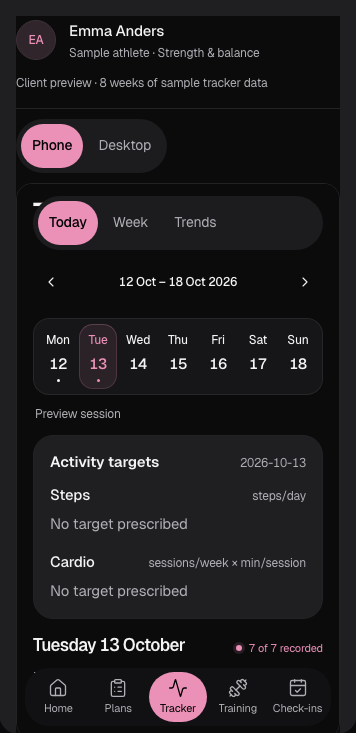 EA
Emma Anders
Sample athlete · Strength & balance
Client preview · 8 weeks of sample tracker data
Phone Desktop
Today Week Trends
12 Oct – 18 Oct 2026
Mon Tue Wed Thu Fri Sat Sun
12 13 14 15 16 17 18
Preview session
Activity targets 2026-10-13
Steps steps/day
No target prescribed
Cardio sessions/week × min/session
No target prescribed
Tuesday 13 October 7 of 7 recorded
Home Plans Tracker Training Check-ins